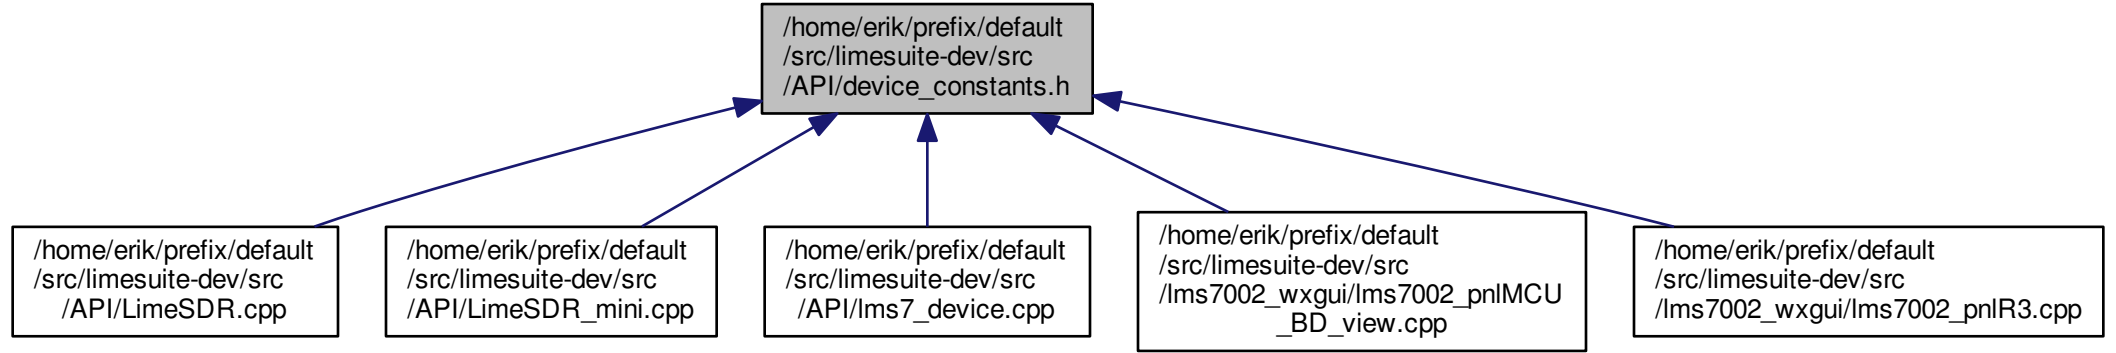 /home/erik/prefix/default
/src/limesuite-dev/src
/API/device_constants.h
/home/erik/prefix/default
/src/limesuite-dev/src
/API/LimeSDR.cpp
/home/erik/prefix/default
/src/limesuite-dev/src
/API/LimeSDR_mini.cpp
/home/erik/prefix/default
/src/limesuite-dev/src
/API/lms7_device.cpp
/home/erik/prefix/default
/src/limesuite-dev/src
/lms7002_wxgui/lms7002_pnlMCU
_BD_view.cpp
/home/erik/prefix/default
/src/limesuite-dev/src
/lms7002_wxgui/lms7002_pnlR3.cpp